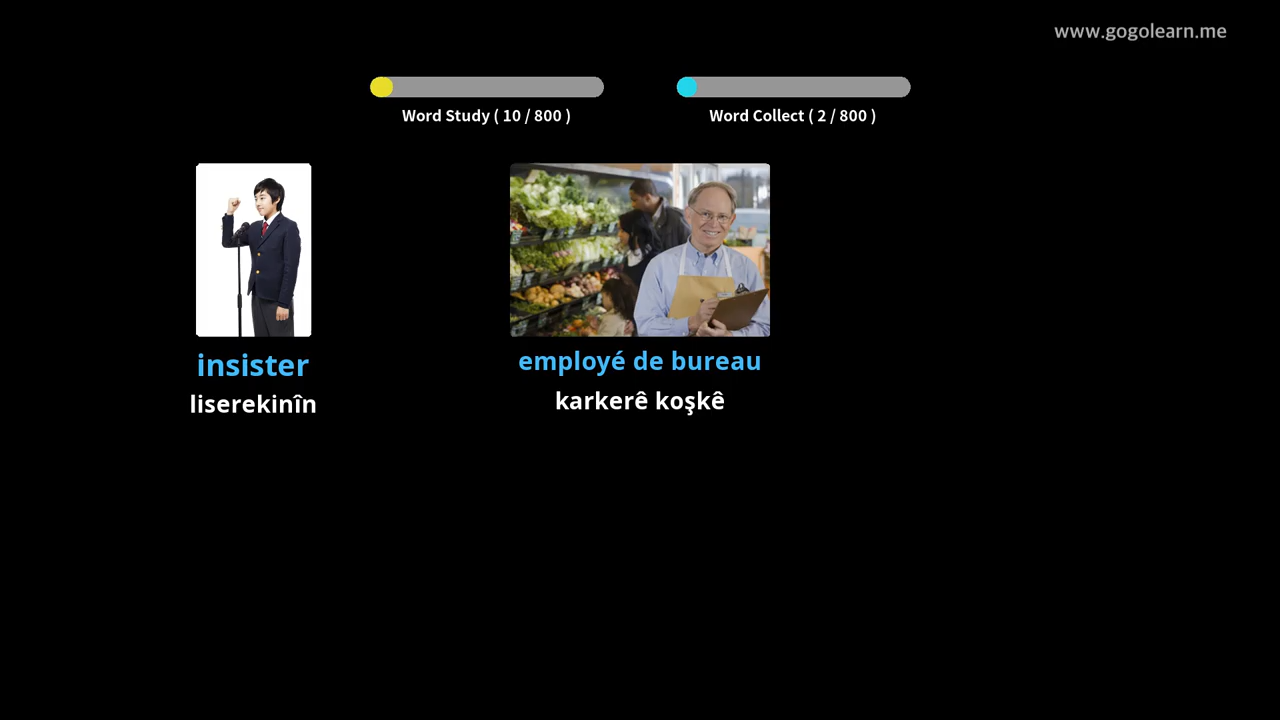 www.gogolearn.me
Word Study ( 10 / 800 )
Word Collect ( 2 / 800 )
insister
liserekinîn
employé de bureau
karkerê koşkê